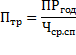 Птр = ПРгод / Чср.сп